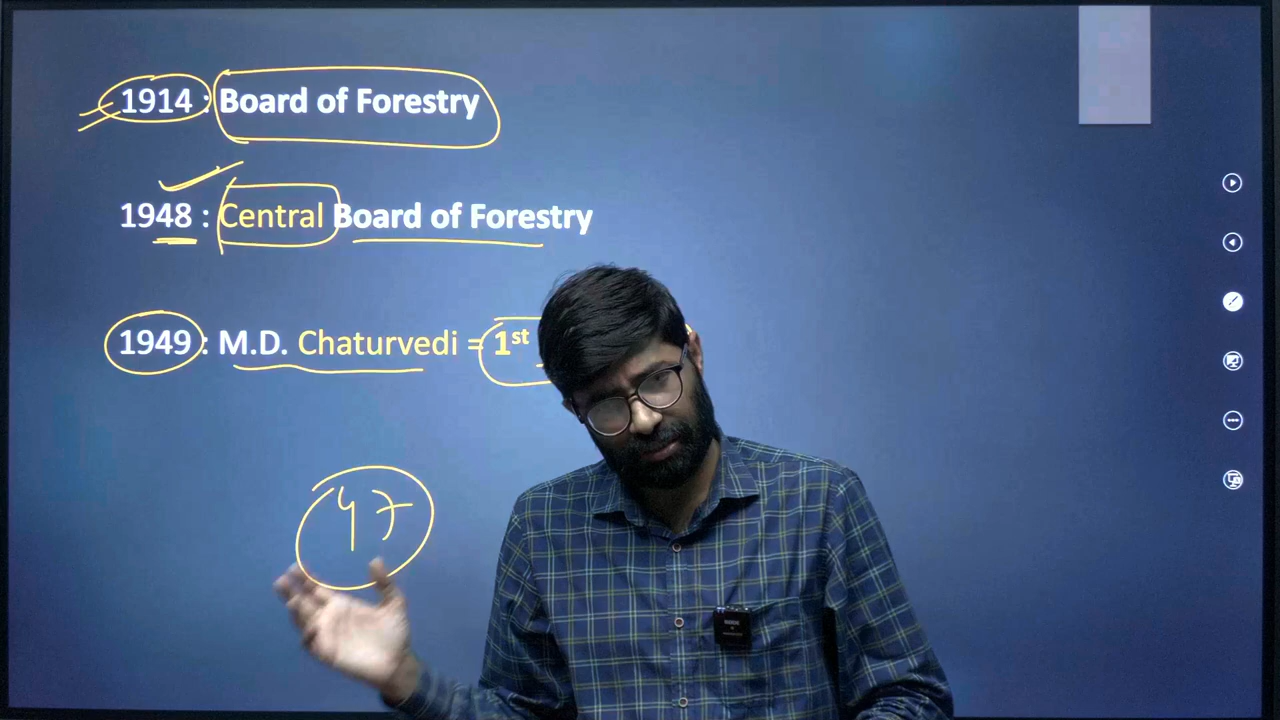 1914 : Board of Forestry
1948 : Central Board of Forestry
1949 : M.D. Chaturvedi = 1st
47